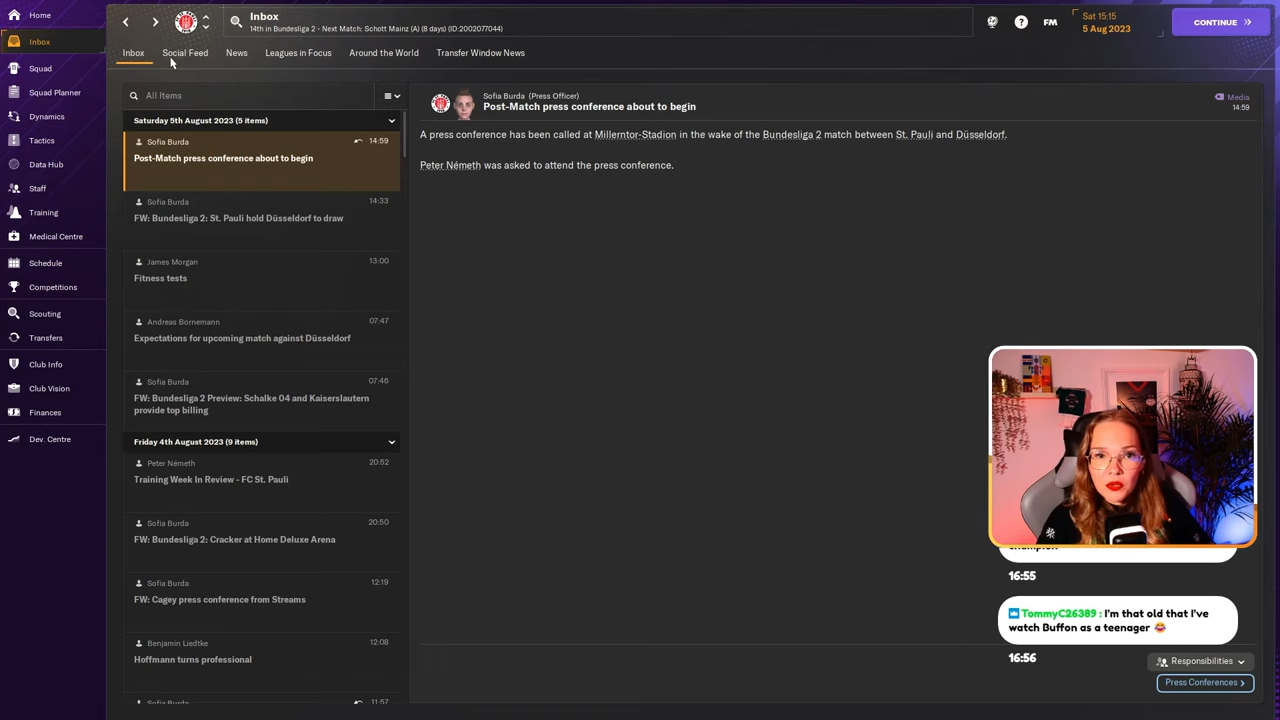 Home
Inbox
Squad
Squad Planner
Dynamics
Tactics
Data Hub
Staff
Training
Medical Centre
Schedule
Competitions
Scouting
Transfers
Club Info
Club Vision
Finances
Dev. Centre
Inbox
14th in Bundesliga 2 - Next Match: Schott Mainz (A) (8 days) (ID:2002077044)
FM
Sat 15:15
5 Aug 2023
CONTINUE
Inbox Social Feed News Leagues in Focus Around the World Transfer Window News
All Items
Saturday 5th August 2023 (5 items)
Sofia Burda 14:59
Post-Match press conference about to begin
Sofia Burda 14:33
FW: Bundesliga 2: St. Pauli hold Düsseldorf to draw
James Morgan 13:00
Fitness tests
Andreas Bornemann 07:47
Expectations for upcoming match against Düsseldorf
Sofia Burda 07:46
FW: Bundesliga 2 Preview: Schalke 04 and Kaiserslautern
provide top billing
Friday 4th August 2023 (9 items)
Peter Németh 20:52
Training Week In Review - FC St. Pauli
Sofia Burda 20:50
FW: Bundesliga 2: Cracker at Home Deluxe Arena
Sofia Burda 12:19
FW: Cagey press conference from Streams
Benjamin Liedtke 12:08
Hoffmann turns professional
Sofia Burda 11:57
Sofia Burda (Press Officer)
Post-Match press conference about to begin
Media
14:59
A press conference has been called at Millerntor-Stadion in the wake of the Bundesliga 2 match between St. Pauli and Düsseldorf.
Peter Németh was asked to attend the press conference.
16:55
TommyC26389 : I'm that old that I've
watch Buffon as a teenager 😂
16:56
Responsibilities
Press Conferences